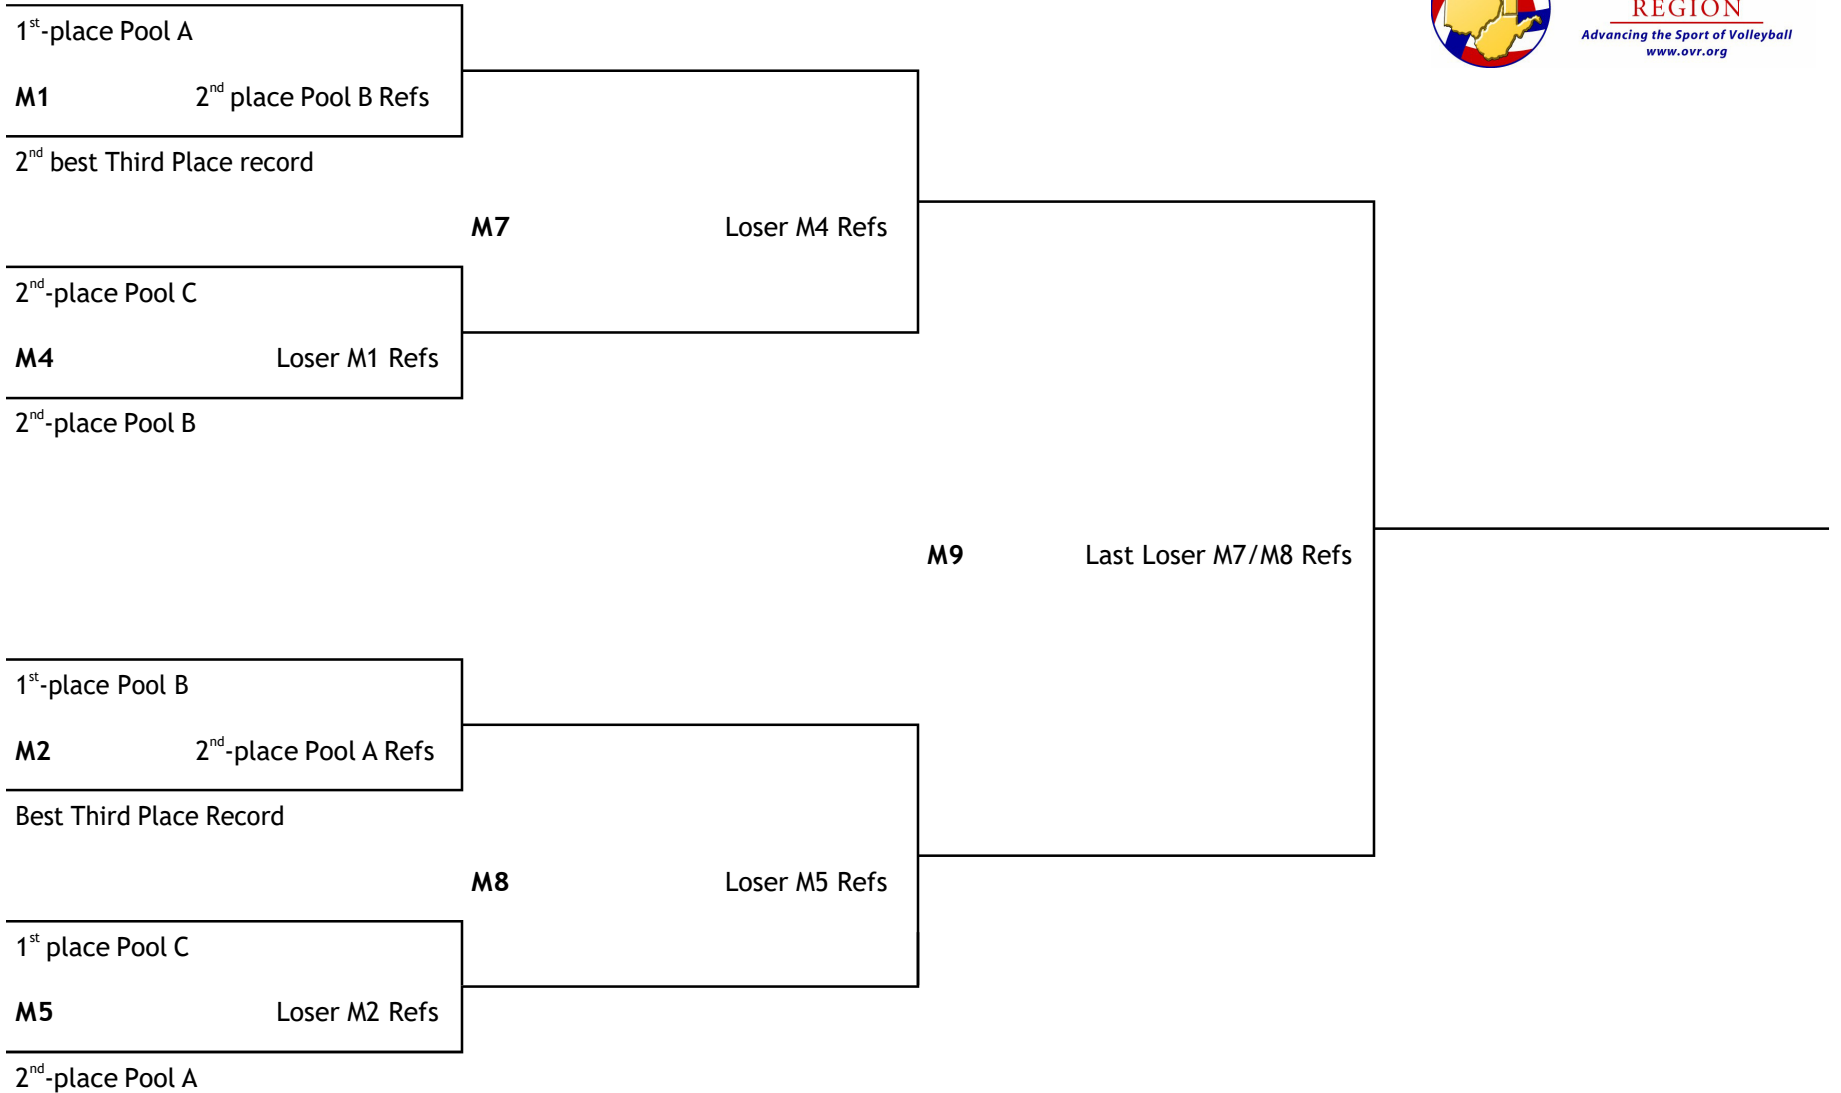 REGION
Advancing the Sport of Volleyball
www.ovr.org
1st-place Pool A
M1 2nd place Pool B Refs
2nd best Third Place record
M7 Loser M4 Refs
2nd-place Pool C
M4 Loser M1 Refs
2nd-place Pool B
M9 Last Loser M7/M8 Refs
1st-place Pool B
M2 2nd-place Pool A Refs
Best Third Place Record
M8 Loser M5 Refs
1st place Pool C
M5 Loser M2 Refs
2nd-place Pool A